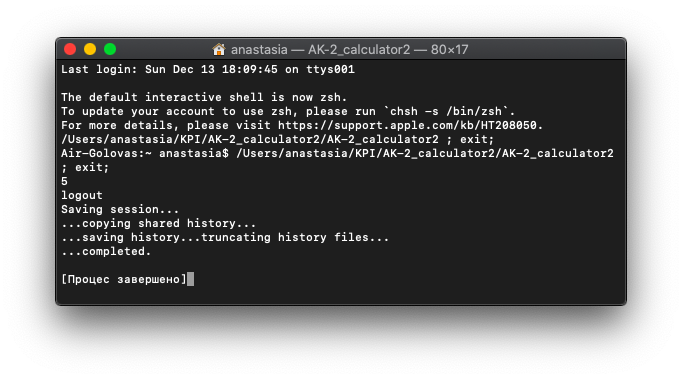 anastasia — AK-2_calculator2 — 80×17
Last login: Sun Dec 13 18:09:45 on ttys001
The default interactive shell is now zsh.
To update your account to use zsh, please run `chsh -s /bin/zsh`.
For more details, please visit https://support.apple.com/kb/HT208050.
/Users/anastasia/KPI/AK-2_calculator2/AK-2_calculator2 ; exit;
Air-Golovas:~ anastasia$ /Users/anastasia/KPI/AK-2_calculator2/AK-2_calculator2
; exit;
5
logout
Saving session...
...copying shared history...
...saving history...truncating history files...
...completed.
[Процес завершено]